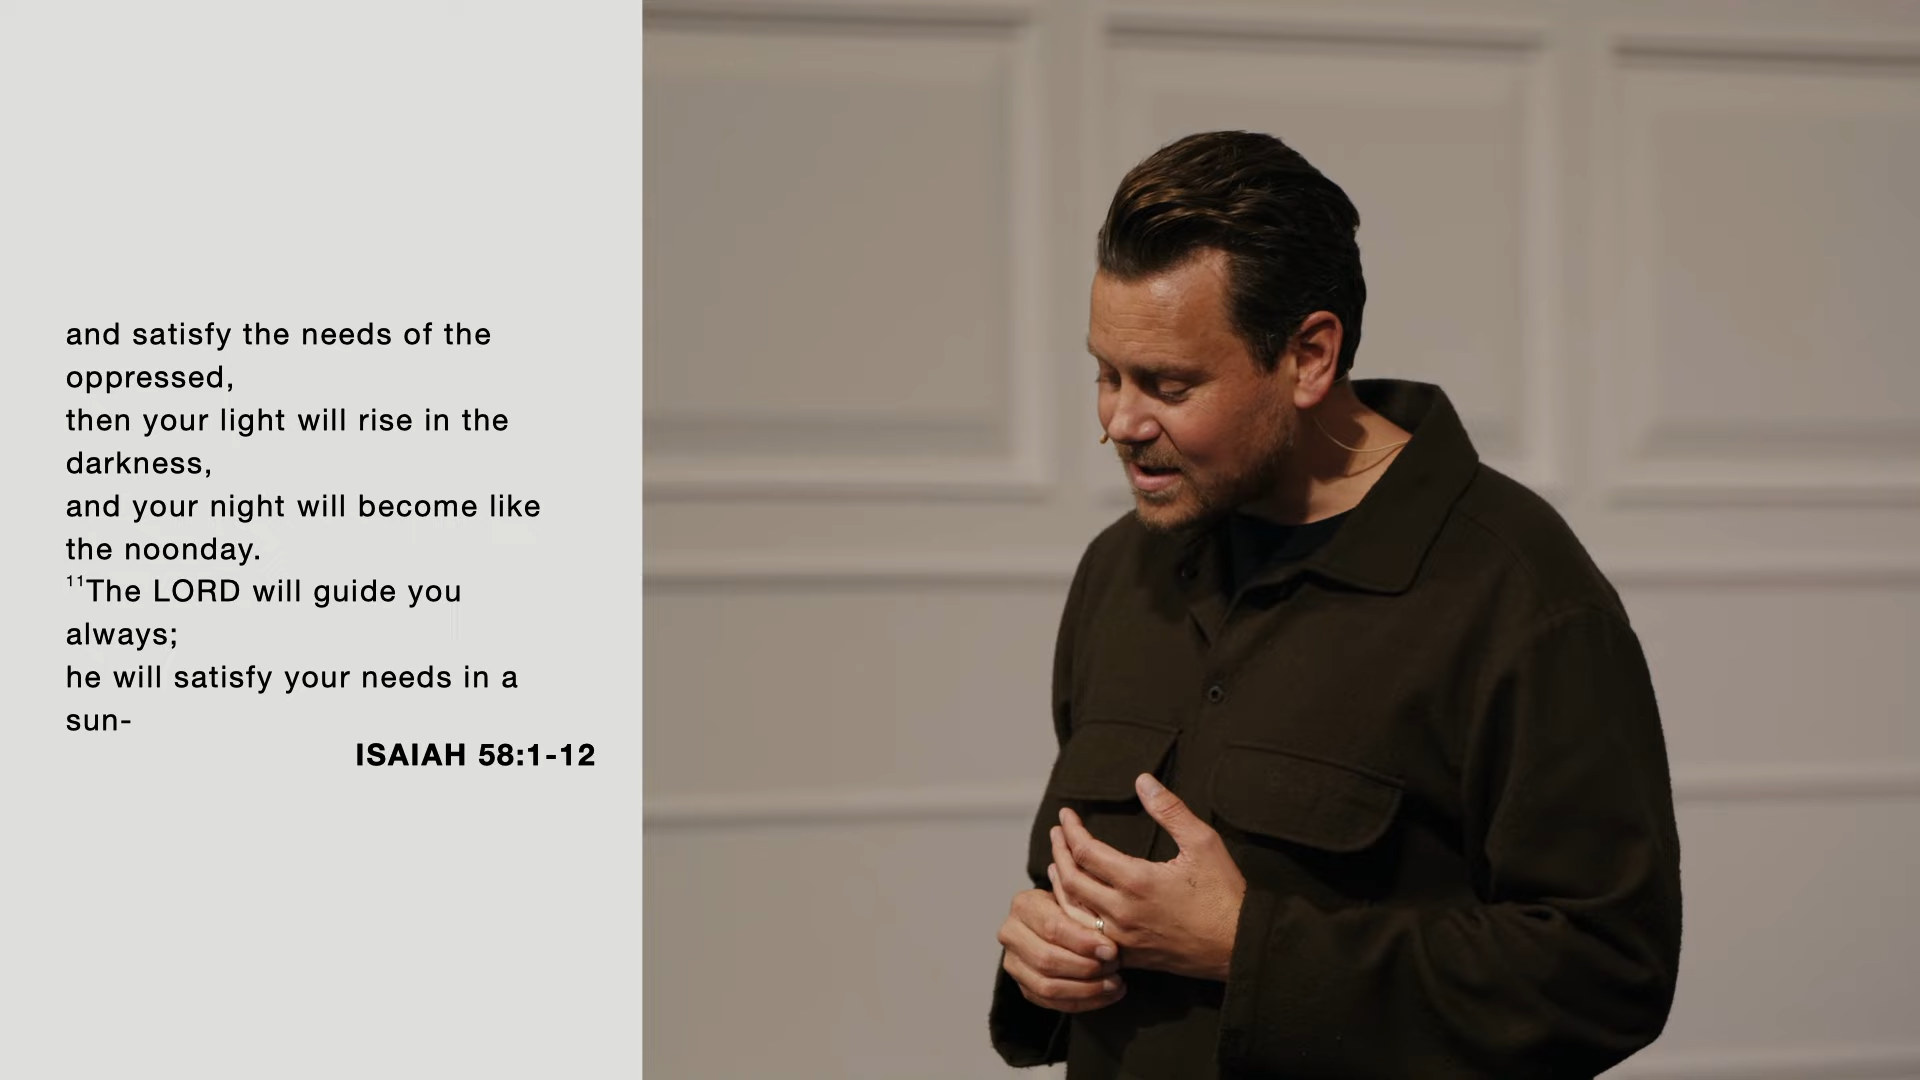 and satisfy the needs of the
oppressed,
then your light will rise in the
darkness,
and your night will become like
the noonday.
¹¹The LORD will guide you
always;
he will satisfy your needs in a
sun-
ISAIAH 58:1-12